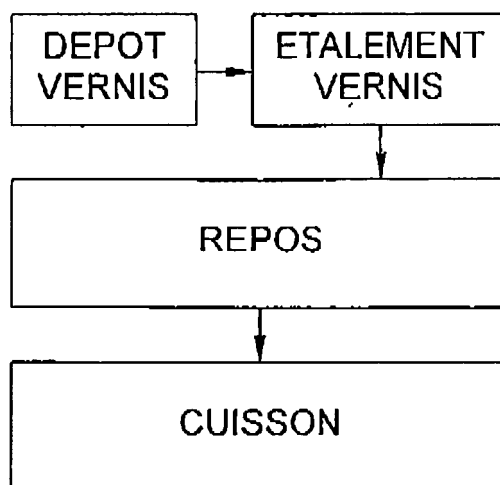 DEPOT
VERNIS
ETALEMENT
VERNIS
REPOS
CUISSON